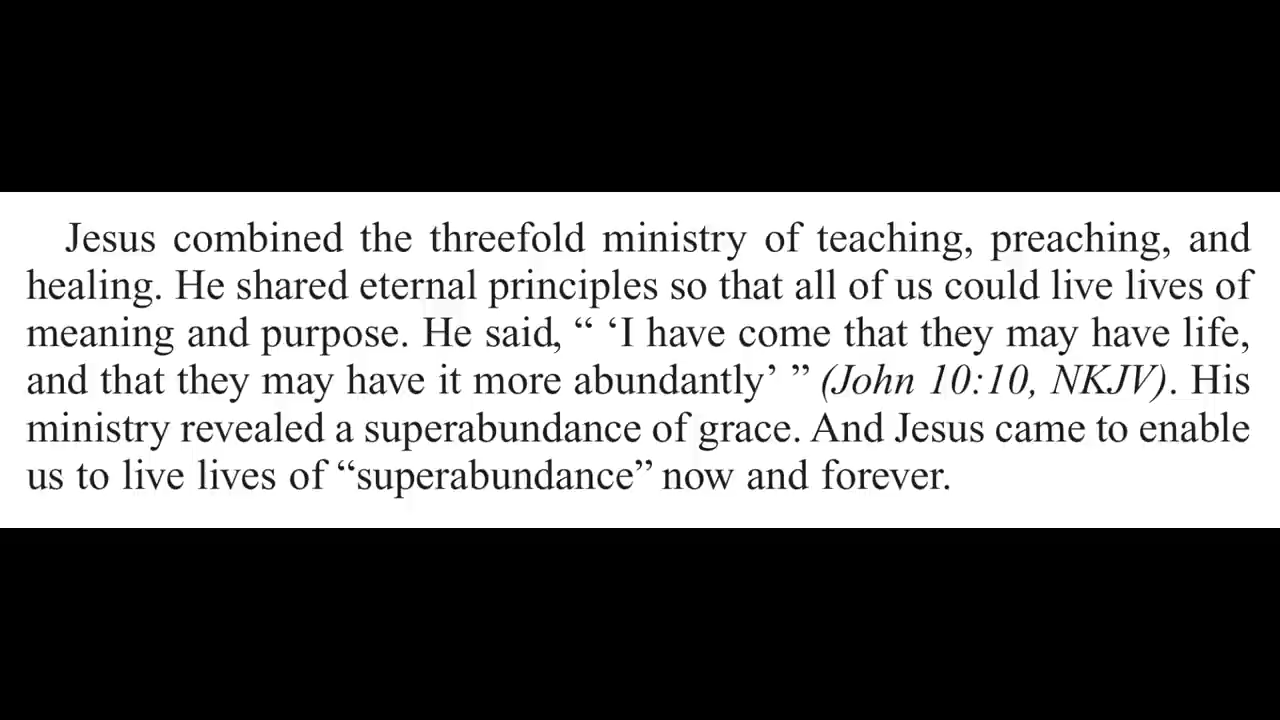 Jesus combined the threefold ministry of teaching, preaching, and
healing. He shared eternal principles so that all of us could live lives of
meaning and purpose. He said, “ ‘I have come that they may have life,
and that they may have it more abundantly’ ” (John 10:10, NKJV). His
ministry revealed a superabundance of grace. And Jesus came to enable
us to live lives of “superabundance” now and forever.